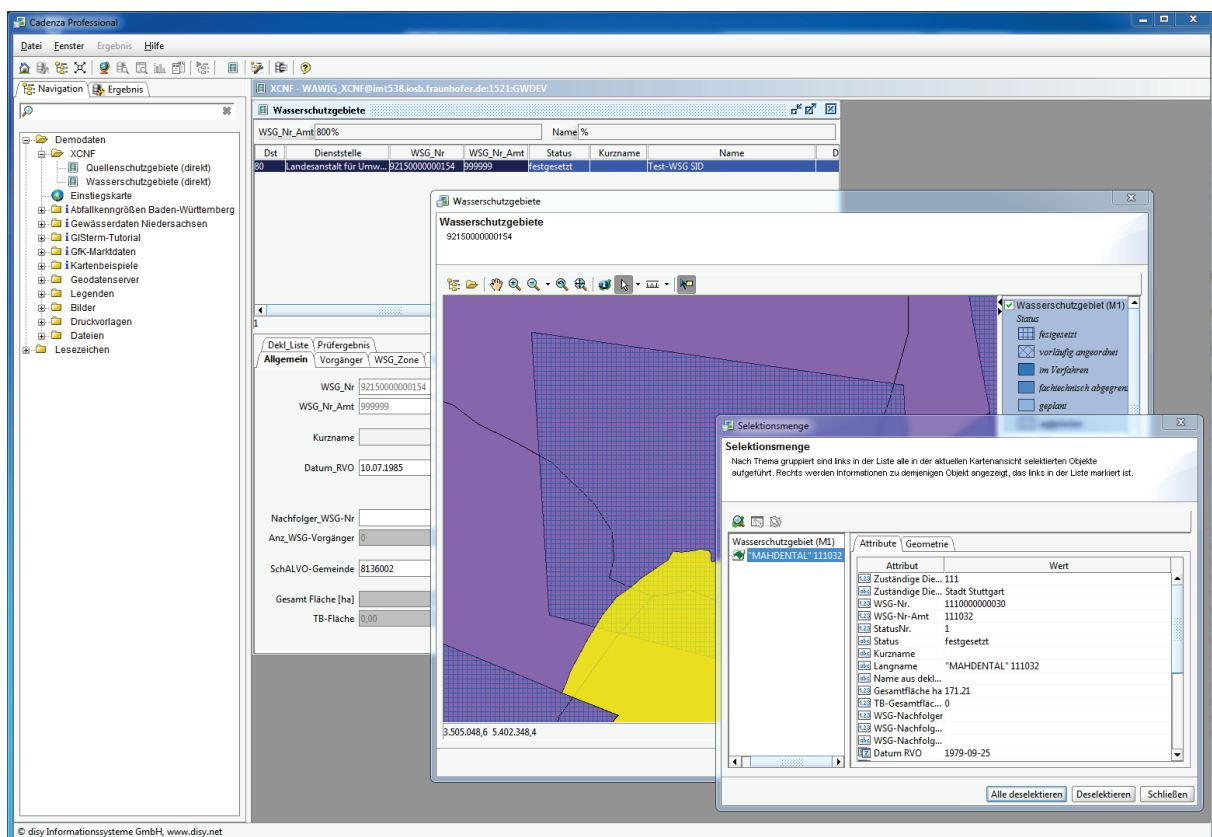 Cadenza Professional
Datei Fenster Ergebnis Hilfe
Navigation Ergebnis
Demodaten
XCNF
Quellenschutzgebiete (direkt)
Wasserschutzgebiete (direkt)
Einstiegskarte
Abfallkenngrößen Baden-Württemberg
Gewässerdaten Niedersachsen
GISterm-Tutorial
GfK-Marktdaten
Kartenbeispiele
Geodatenserver
Legenden
Bilder
Druckvorlagen
Dateien
Lesezeichen
XCNF - WAWIG_XCNF@imt538.iosb.fraunhofer.de:1521:GWDEV
Wasserschutzgebiete
WSG_Nr_Amt 800% Name %
Dst Dienststelle WSG_Nr WSG_Nr_Amt Status Kurzname Name D
80 Landesanstalt für Umw... 92150000000154 999999 festgesetzt Test-WSG SID
1
Dekl_Liste Prüfergebnis
Allgemein Vorgänger WSG_Zone
WSG_Nr 92150000000154
WSG_Nr_Amt 999999
Kurzname
Datum_RVO 10.07.1985
Nachfolger_WSG-Nr
Anz_WSG-Vorgänger 0
SchALVO-Gemeinde 8136002
Gesamt Fläche [ha]
TB-Fläche 0,00
Wasserschutzgebiete
Wasserschutzgebiete
92150000000154
Wasserschutzgebiet (M1)
Status
festgesetzt
vorläufig angeordnet
im Verfahren
fachtechnisch abgegren
geplant
3.505.048,6 5.402.348,4
Selektionsmenge
Selektionsmenge
Nach Thema gruppiert sind links in der Liste alle in der aktuellen Kartenansicht selektierten Objekte
aufgeführt. Rechts werden Informationen zu demjenigen Objekt angezeigt, das links in der Liste markiert ist.
Wasserschutzgebiet (M1)
"MAHDENTAL" 111032
Attribute Geometrie
Attribut Wert
Zuständige Die... 111
Zuständige Die... Stadt Stuttgart
WSG-Nr. 1110000000030
WSG-Nr-Amt 111032
StatusNr. 1
Status festgesetzt
Kurzname
Langname "MAHDENTAL" 111032
Name aus dekl...
Gesamtfläche ha 171.21
TB-Gesamtfläc... 0
WSG-Nachfolger
WSG-Nachfolg...
WSG-Nachfolg...
Datum RVO 1979-09-25
Alle deselektieren Deselektieren Schließen
© disy Informationssysteme GmbH, www.disy.net